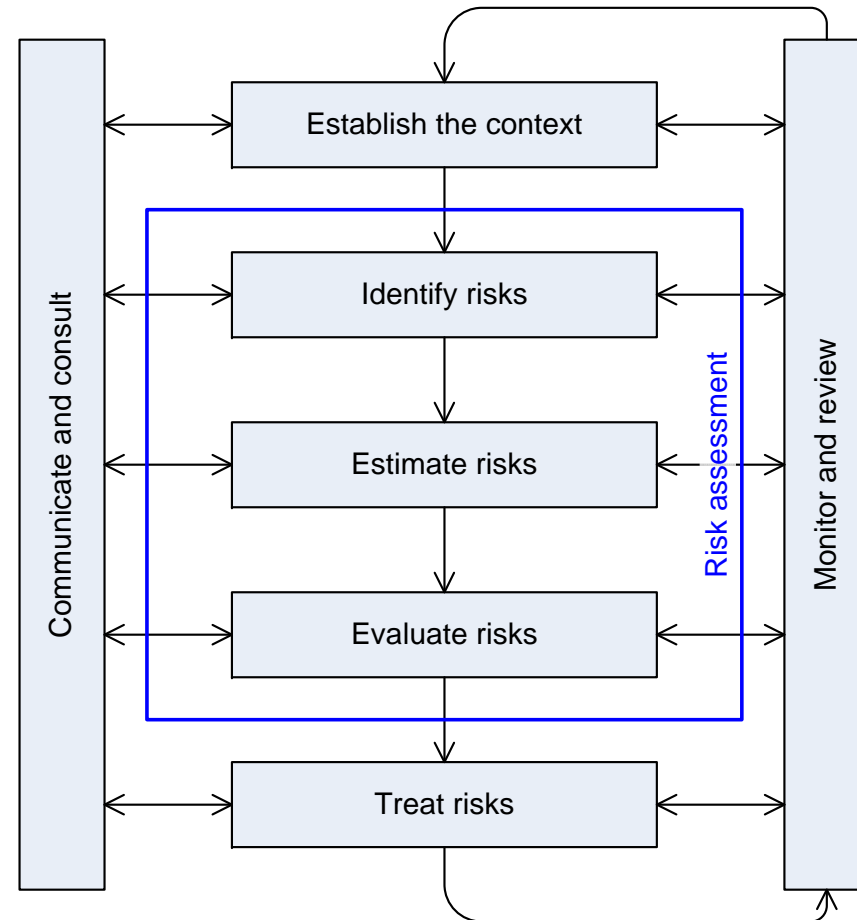 Communicate and consult
Establish the context
Identify risks
Estimate risks
Evaluate risks
Treat risks
Risk assessment
Monitor and review